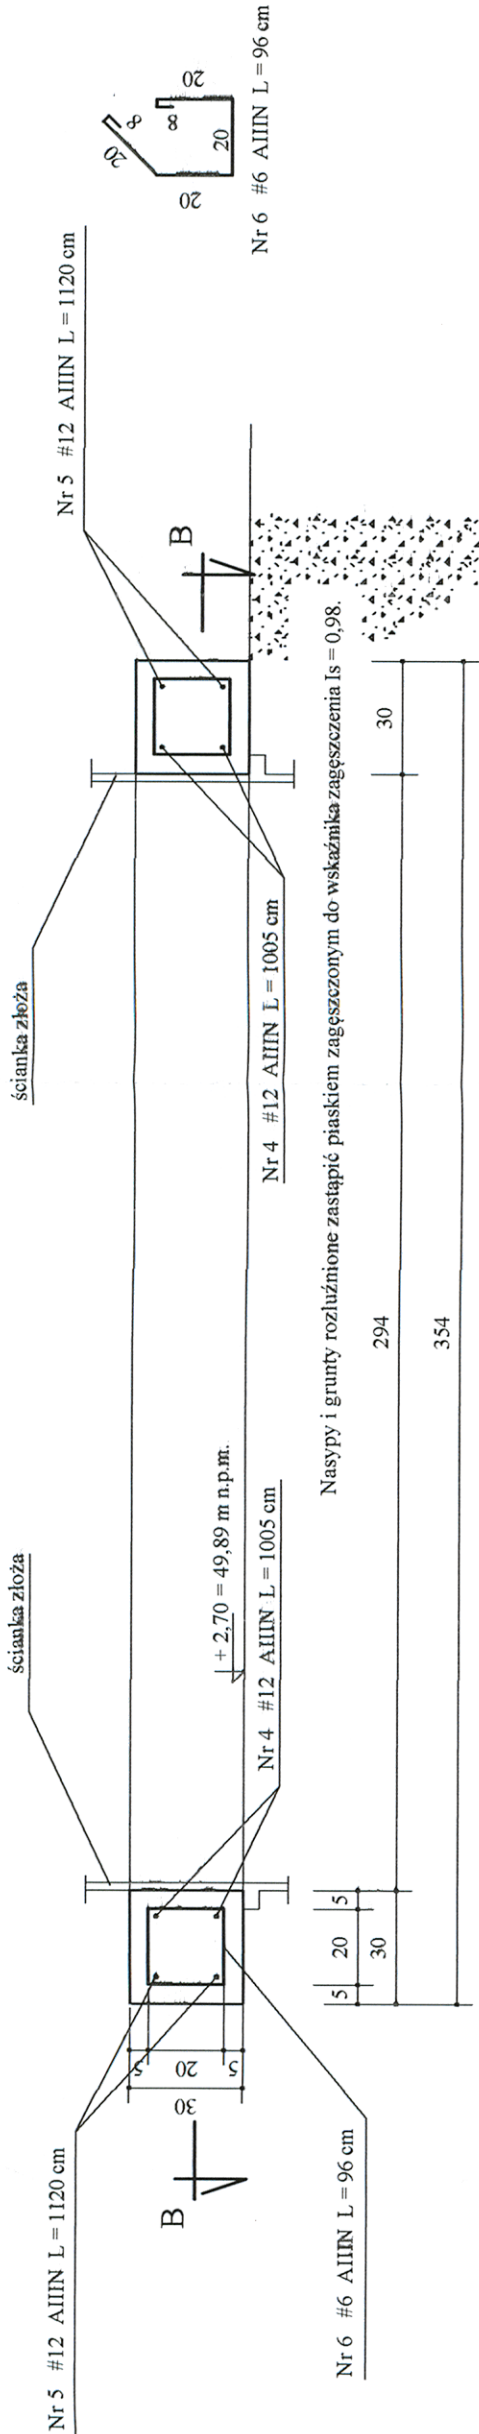 Nr 5 #12 AIIIN L = 1120 cm
ścianka złoża
ścianka złoża
Nr 5 #12 AIIIN L = 1120 cm
20
8
8
20
20
20
Nr 6 #6 AIIIN L = 96 cm
B
5
20
5
30
+ 2,70 = 49,89 m n.p.m.
B
Nr 4 #12 AIIIN L = 1005 cm
Nr 4 #12 AIIIN L = 1005 cm
Nr 6 #6 AIIIN L = 96 cm
Nasypy i grunty rozluźnione zastąpić piaskiem zagęszczonym do wskaźnika zagęszczenia Is = 0,98.
5
20
5
30
294
30
354